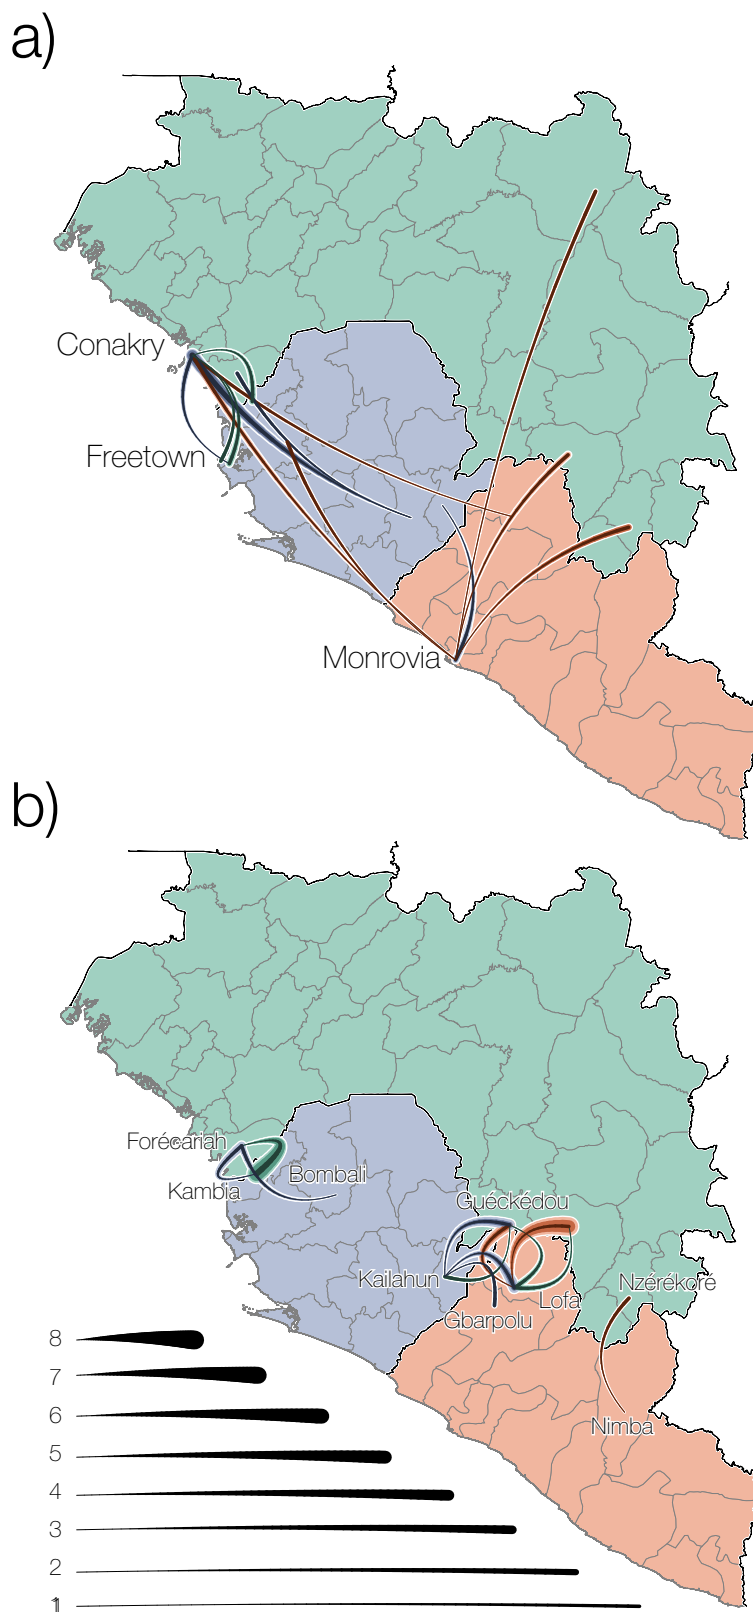 a)
Conakry
Freetown
Monrovia
b)
Forécariah
Bombali
Kambia
Guéckédou
Kailahun
Nzérékoré
Lofa
Gbarpolu
Nimba
8
7
6
5
4
3
2
1